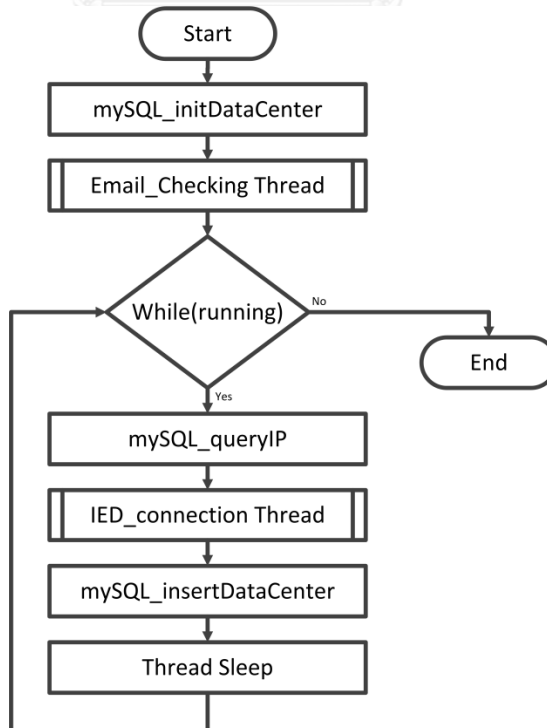 Start
mySQL_initDataCenter
Email_Checking Thread
While(running)
No
End
Yes
mySQL_queryIP
IED_connection Thread
mySQL_insertDataCenter
Thread Sleep